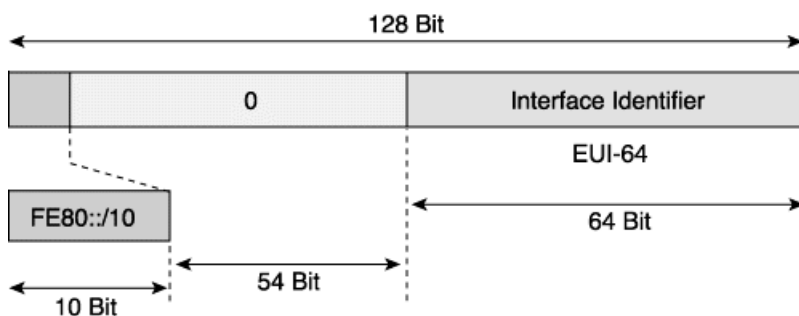 128 Bit
0
Interface Identifier
EUI-64
FE80::/10
64 Bit
54 Bit
10 Bit